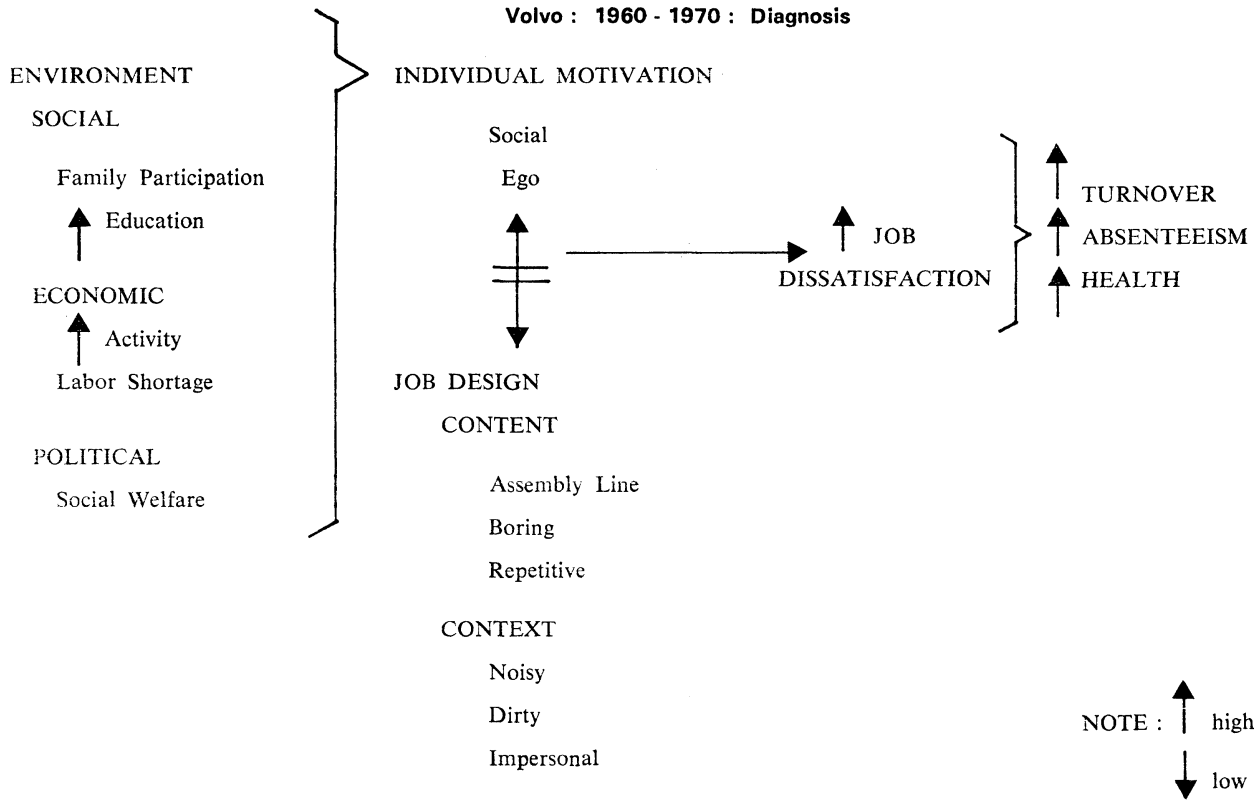 Volvo : 1960 - 1970 : Diagnosis
ENVIRONMENT
SOCIAL
Family Participation
Education
ECONOMIC
Activity
Labor Shortage
POLITICAL
Social Welfare
INDIVIDUAL MOTIVATION
Social
Ego
JOB DESIGN
CONTENT
Assembly Line
Boring
Repetitive
CONTEXT
Noisy
Dirty
Impersonal
JOB
DISSATISFACTION
TURNOVER
ABSENTEEISM
HEALTH
NOTE : high
low